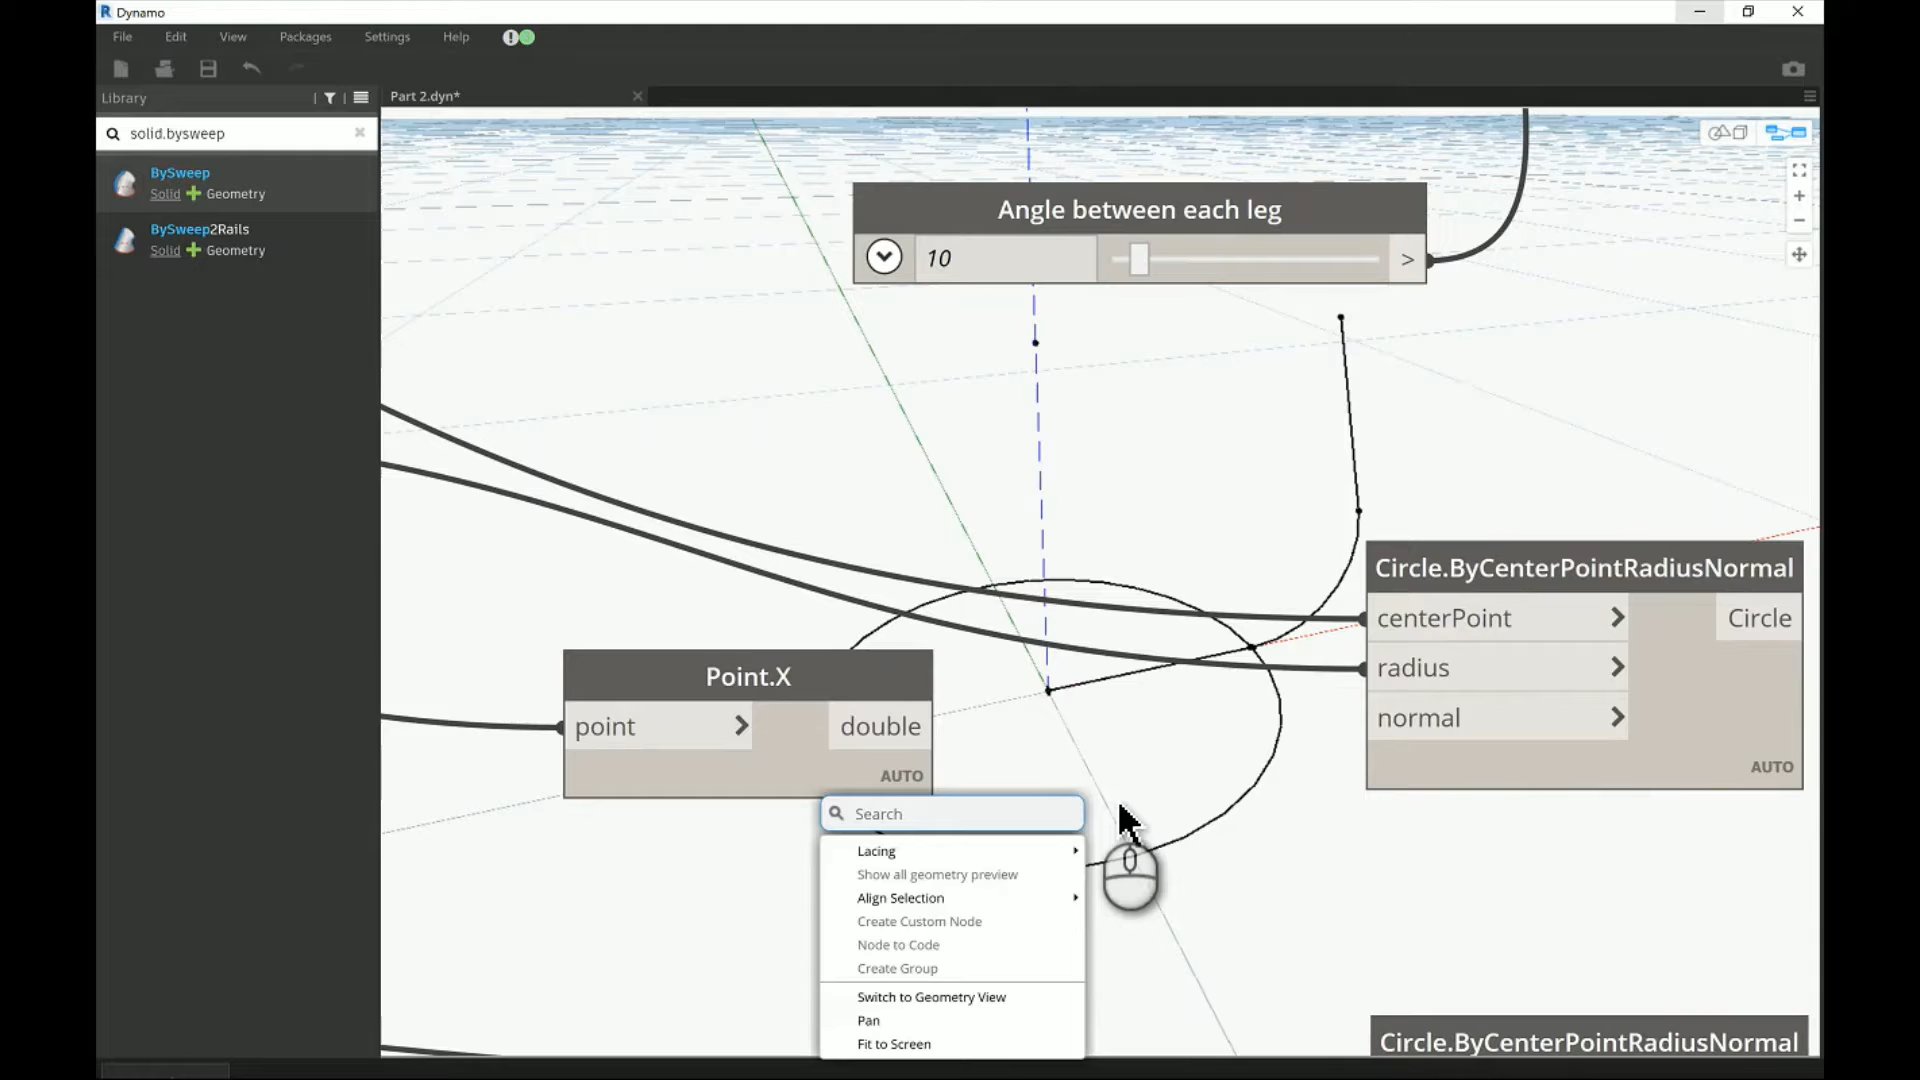 Dynamo
File Edit View Packages Settings Help
Library
Part 2.dyn*
solid.bysweep
BySweep
Solid Geometry
BySweep2Rails
Solid Geometry
Angle between each leg
10 >
Circle.ByCenterPointRadiusNormal
centerPoint Circle
radius
normal
AUTO
Point.X
point double
AUTO
Search
Lacing
Show all geometry preview
Align Selection
Create Custom Node
Node to Code
Create Group
Switch to Geometry View
Pan
Fit to Screen
Circle.ByCenterPointRadiusNormal